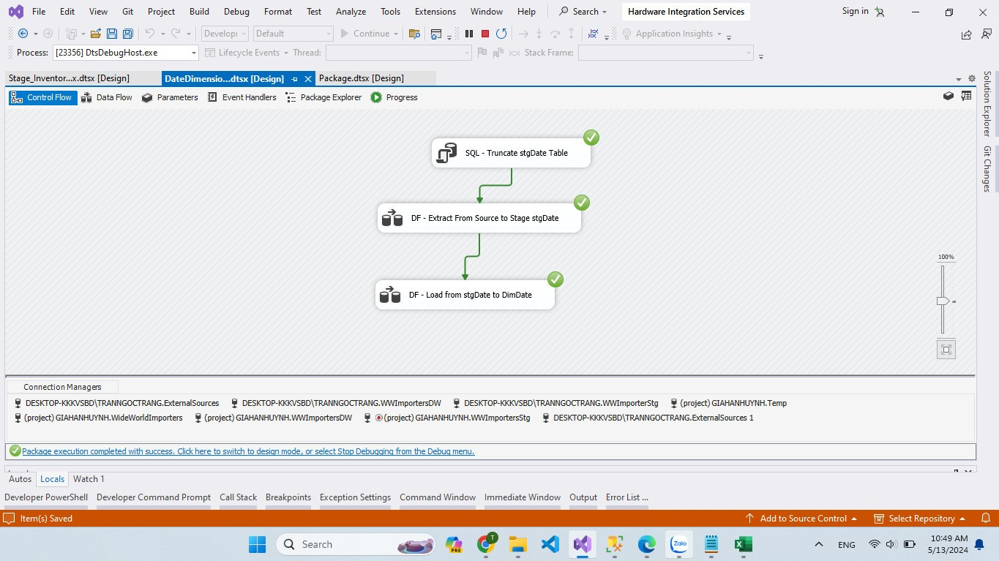 File Edit View Git Project Build Debug Format Test Analyze Tools Extensions Window Help Search Hardware Integration Services Sign in
Develop Default Continue Application Insights
Process: [23356] DtsDebugHost.exe Lifecycle Events Thread: Stack Frame:
Stage_Inventor...x.dtsx [Design] DateDimensio...dtsx [Design] Package.dtsx [Design]
Control Flow Data Flow Parameters Event Handlers Package Explorer Progress
Solution Explorer
Git Changes
SQL - Truncate stgDate Table
DF - Extract From Source to Stage stgDate
DF - Load from stgDate to DimDate
100%
Connection Managers
DESKTOP-KKKVSBD\TRANNGOCTRANG.ExternalSources DESKTOP-KKKVSBD\TRANNGOCTRANG.WWImportersDW DESKTOP-KKKVSBD\TRANNGOCTRANG.WWImporterStg (project) GIAHANHUYNH.Temp
(project) GIAHANHUYNH.WideWorldImporters (project) GIAHANHUYNH.WWImportersDW (project) GIAHANHUYNH.WWImportersStg DESKTOP-KKKVSBD\TRANNGOCTRANG.ExternalSources 1
Package execution completed with success. Click here to switch to design mode, or select Stop Debugging from the Debug menu.
Autos Locals Watch 1
Developer PowerShell Developer Command Prompt Call Stack Breakpoints Exception Settings Command Window Immediate Window Output Error List ...
Item(s) Saved Add to Source Control Select Repository
Search PRE T Zalo ENG 10:49 AM
5/13/2024